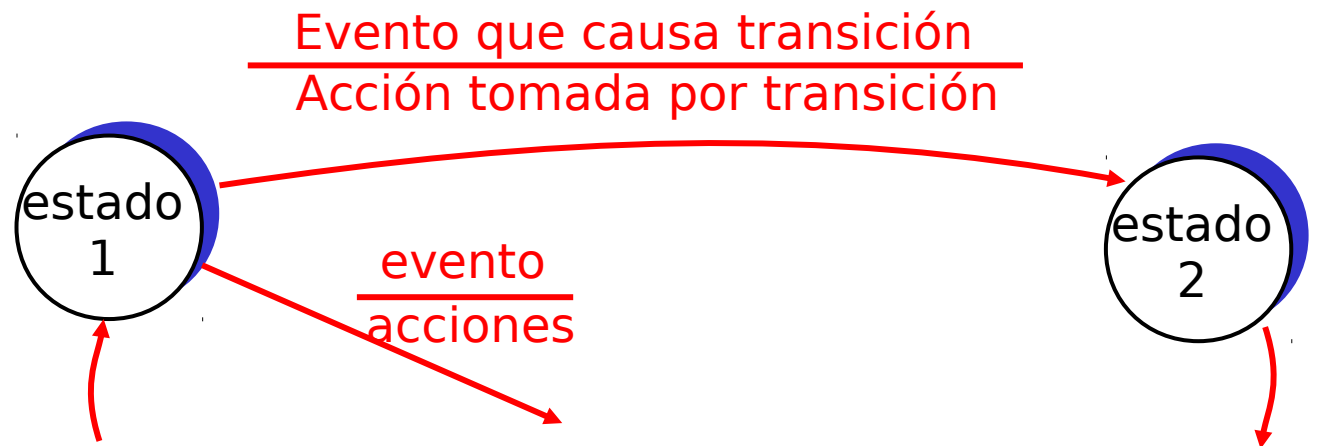 Evento que causa transición
Acción tomada por transición
estado
1
evento
acciones
estado
2